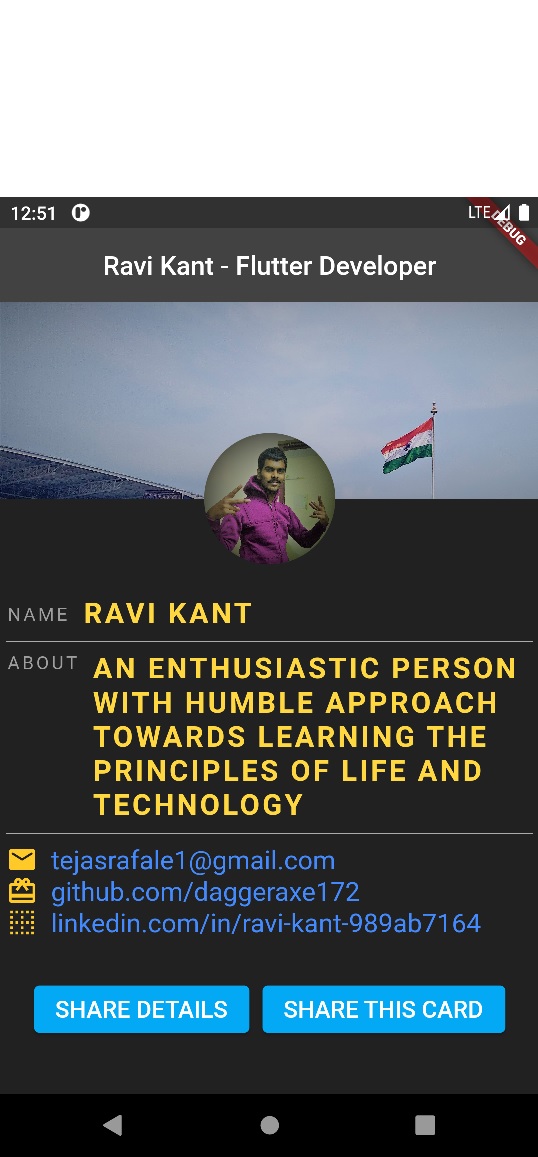 12:51
LTE
DEBUG
Ravi Kant - Flutter Developer
NAME RAVI KANT
ABOUT AN ENTHUSIASTIC PERSON
WITH HUMBLE APPROACH
TOWARDS LEARNING THE
PRINCIPLES OF LIFE AND
TECHNOLOGY
tejasrafale1@gmail.com
github.com/daggeraxe172
linkedin.com/in/ravi-kant-989ab7164
SHARE DETAILS SHARE THIS CARD